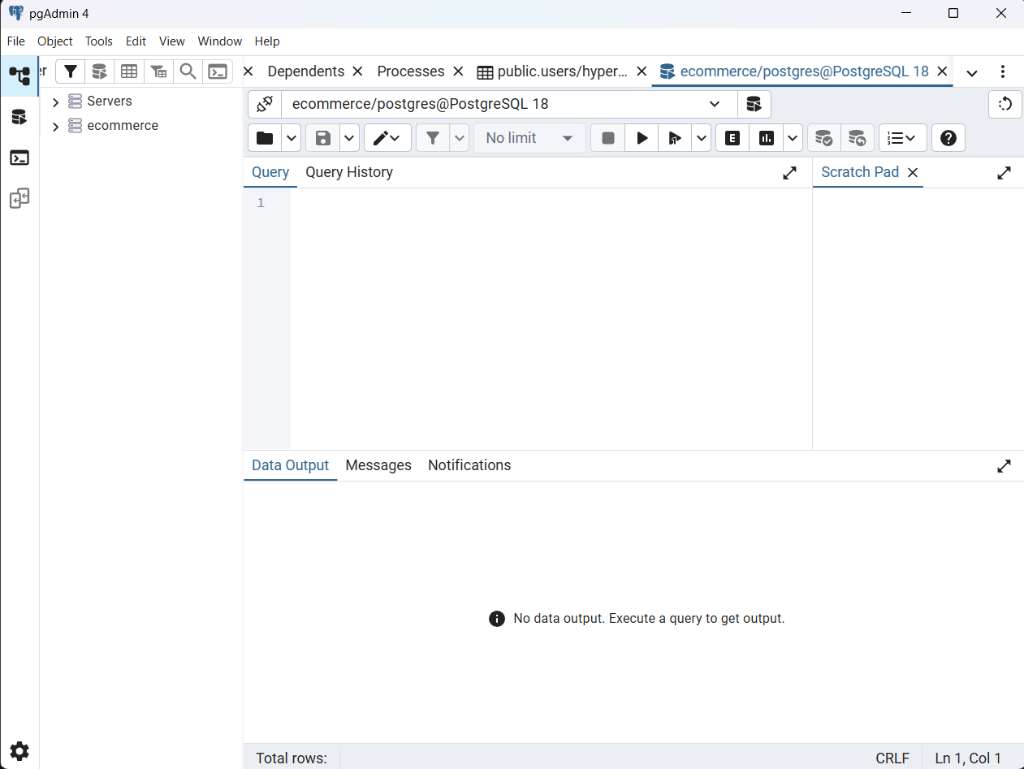 pgAdmin 4
File Object Tools Edit View Window Help
er Dependents Processes public.users/hyper... ecommerce/postgres@PostgreSQL 18
Servers
ecommerce
ecommerce/postgres@PostgreSQL 18
No limit
E
Query Query History
Scratch Pad
1
Data Output Messages Notifications
No data output. Execute a query to get output.
Total rows:
CRLF
Ln 1, Col 1